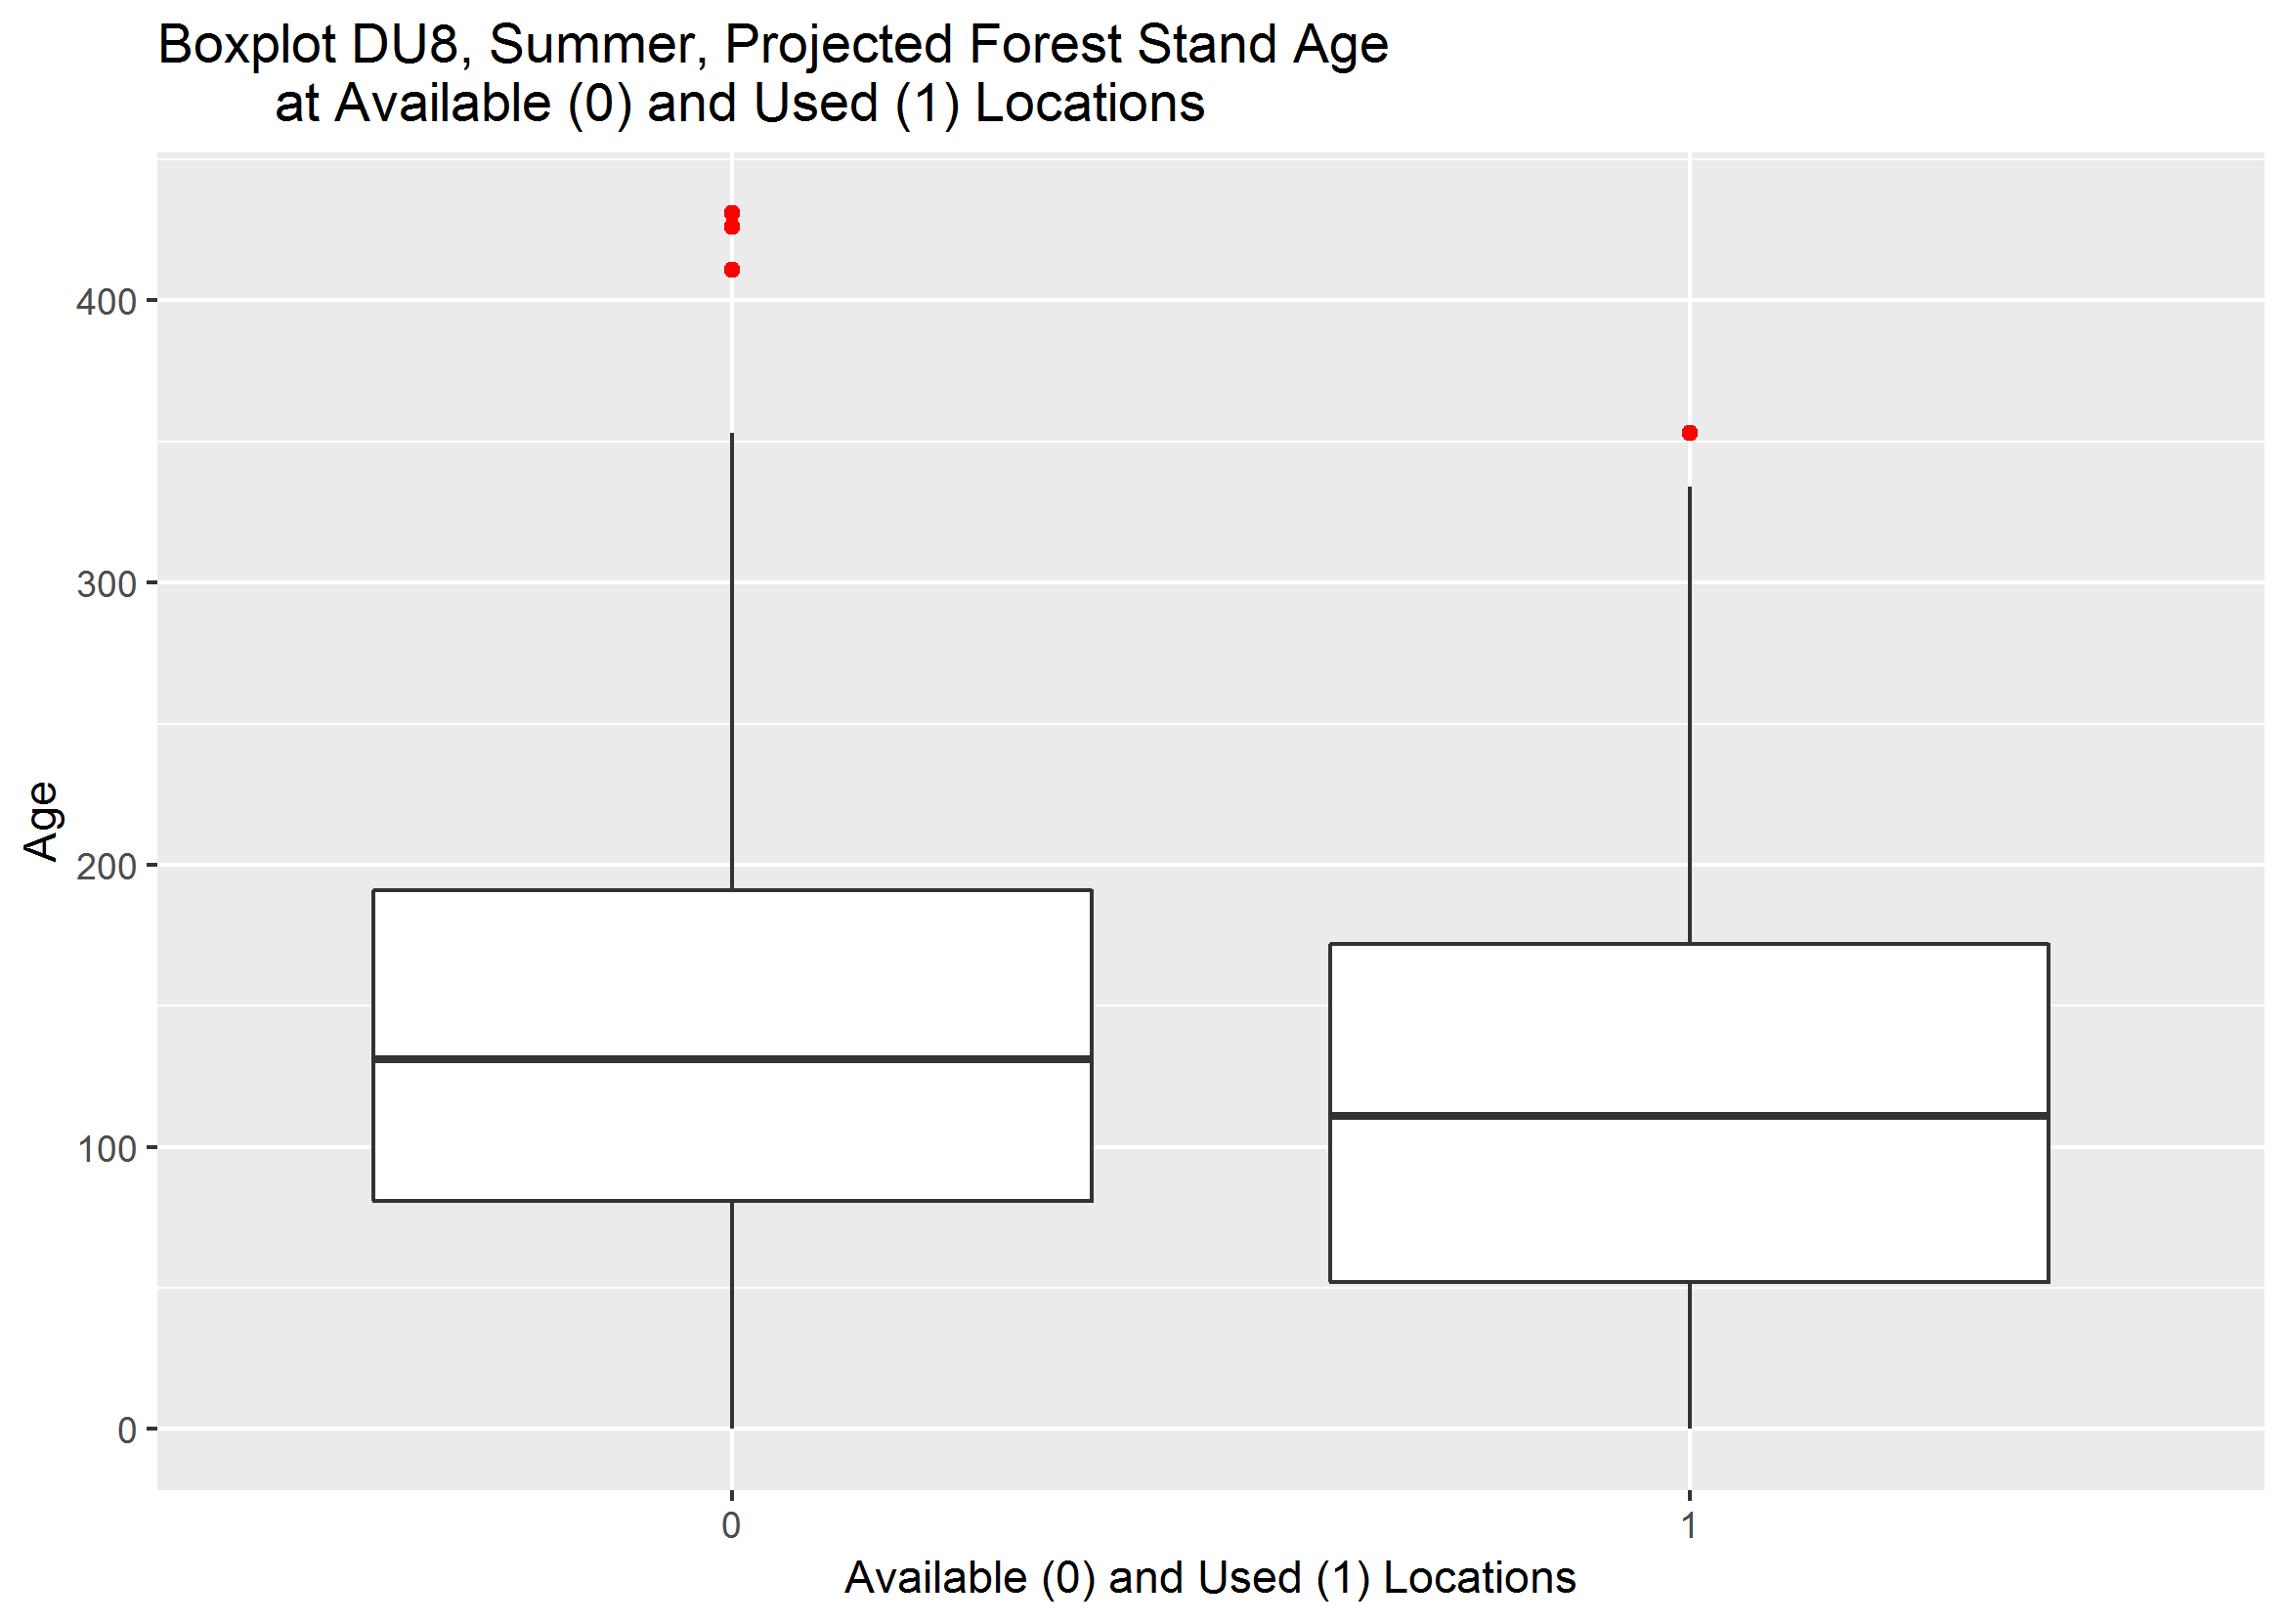 Boxplot DU8, Summer, Projected Forest Stand Age
at Available (0) and Used (1) Locations
Age
400
300
200
100
0
0
1
Available (0) and Used (1) Locations